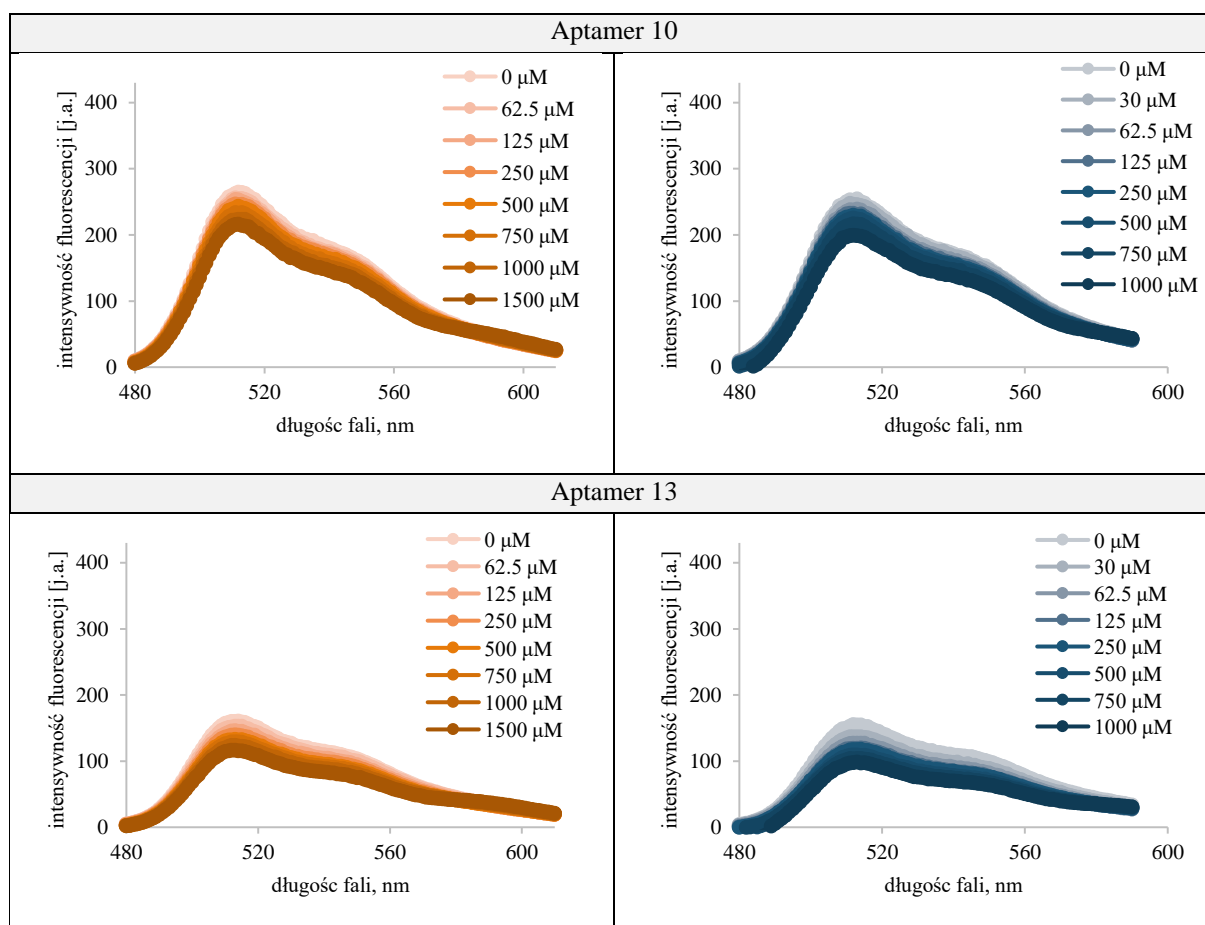 Aptamer 10
intensywność fluorescencji [j.a.]
400
300
200
100
0
480
520
560
600
długośc fali, nm
0 μM
62.5 μM
125 μM
250 μM
500 μM
750 μM
1000 μM
1500 μM
intensywność fluorescencji [j.a.]
400
300
200
100
0
480
520
560
600
długośc fali, nm
0 μM
30 μM
62.5 μM
125 μM
250 μM
500 μM
750 μM
1000 μM
Aptamer 13
intensywność fluorescencji [j.a.]
400
300
200
100
0
480
520
560
600
długośc fali, nm
0 μM
62.5 μM
125 μM
250 μM
500 μM
750 μM
1000 μM
1500 μM
intensywność fluorescencji [j.a.]
400
300
200
100
0
480
520
560
600
długośc fali, nm
0 μM
30 μM
62.5 μM
125 μM
250 μM
500 μM
750 μM
1000 μM